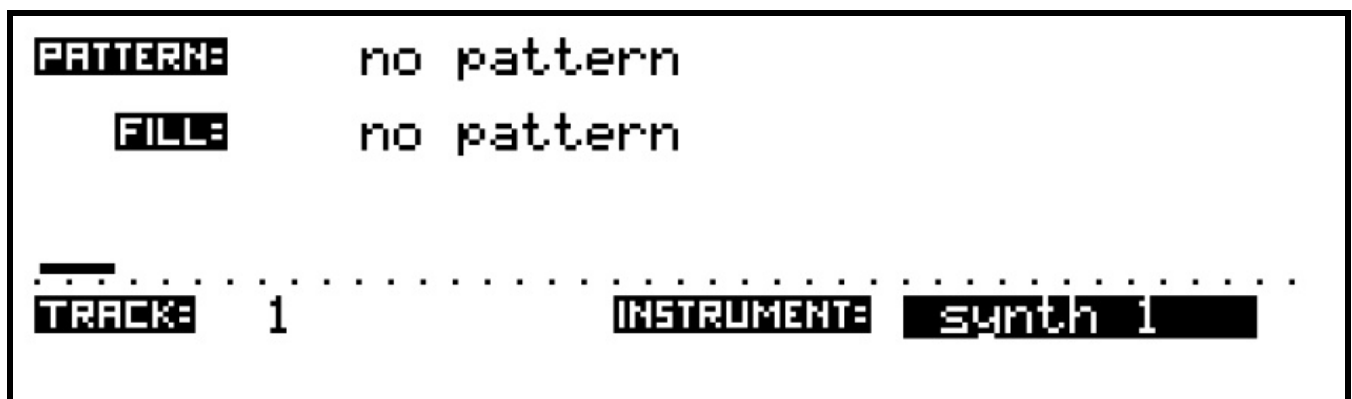 PATTERN: no pattern
FILL: no pattern
TRACK: 1 INSTRUMENT: synth 1